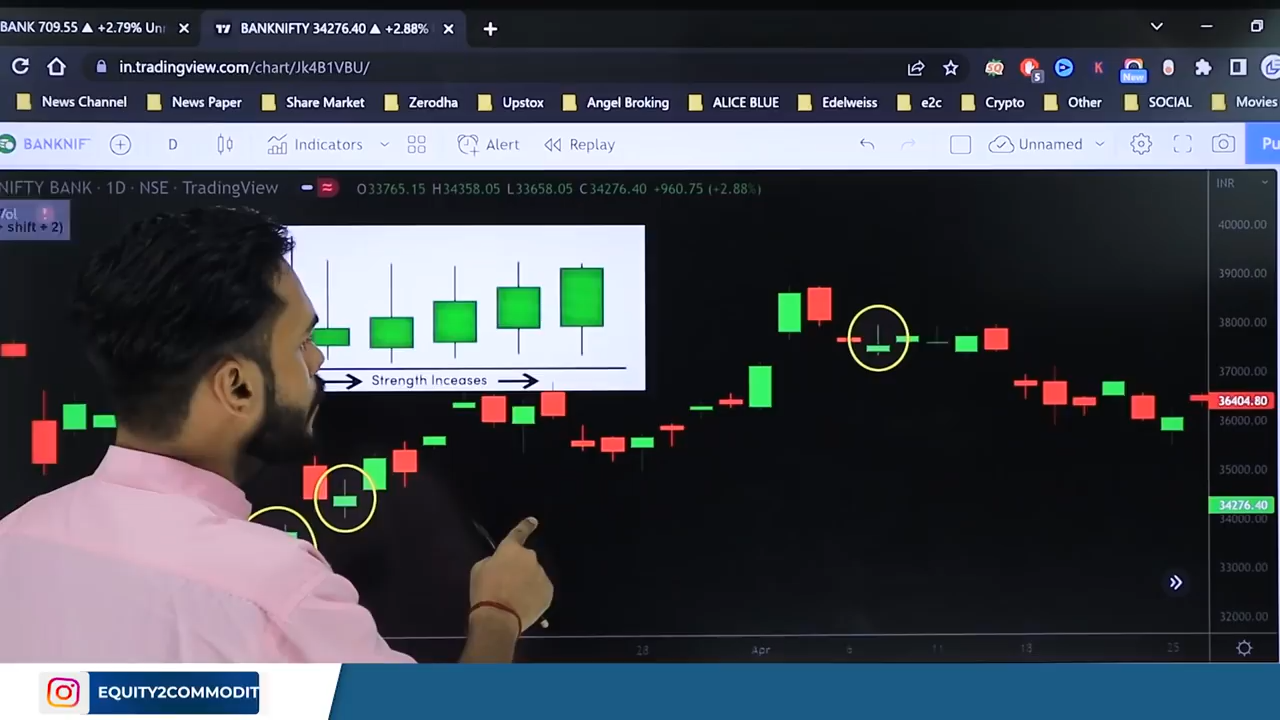 BANK 709.55 ▲ +2.79% Un
BANKNIFTY 34276.40 ▲ +2.88%
in.tradingview.com/chart/Jk4B1VBU/
5
K
New
News Channel News Paper Share Market Zerodha Upstox Angel Broking ALICE BLUE Edelweiss e2c Crypto Other SOCIAL Movies
BANKNIF D Indicators Alert Replay Unnamed Pu
NIFTY BANK · 1D · NSE · TradingView
O33765.15 H34358.05 L33658.05 C34276.40 +960.75 (+2.88%)
INR
Vol
shift + 2)
40000.00
39000.00
38000.00
37000.00
36404.80
36000.00
35000.00
34276.40
34000.00
33000.00
32000.00
Strength Inceases
28 Apr 6 11 18 25
EQUITY2COMMODIT